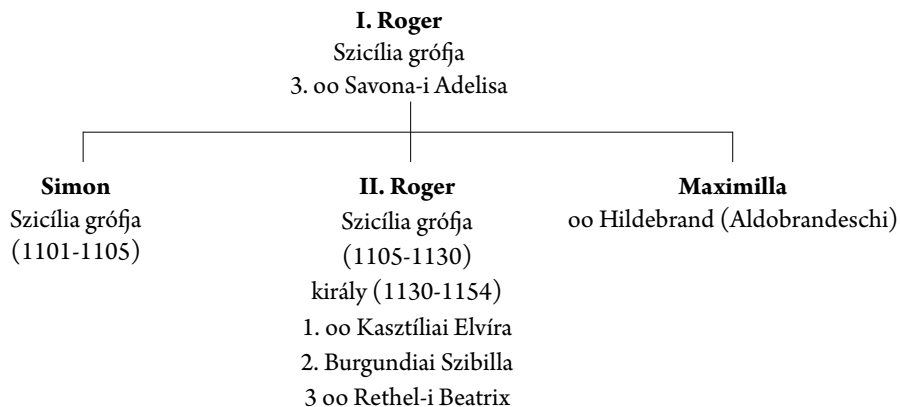 I. Roger
Szicília grófja
3. oo Savona-i Adelisa
Simon
Szicília grófja
(1101-1105)
II. Roger
Szicília grófja
(1105-1130)
király (1130-1154)
1. oo Kasztíliai Elvíra
2. Burgundiai Szibilla
3 oo Rethel-i Beatrix
Maximilla
oo Hildebrand (Aldobrandeschi)